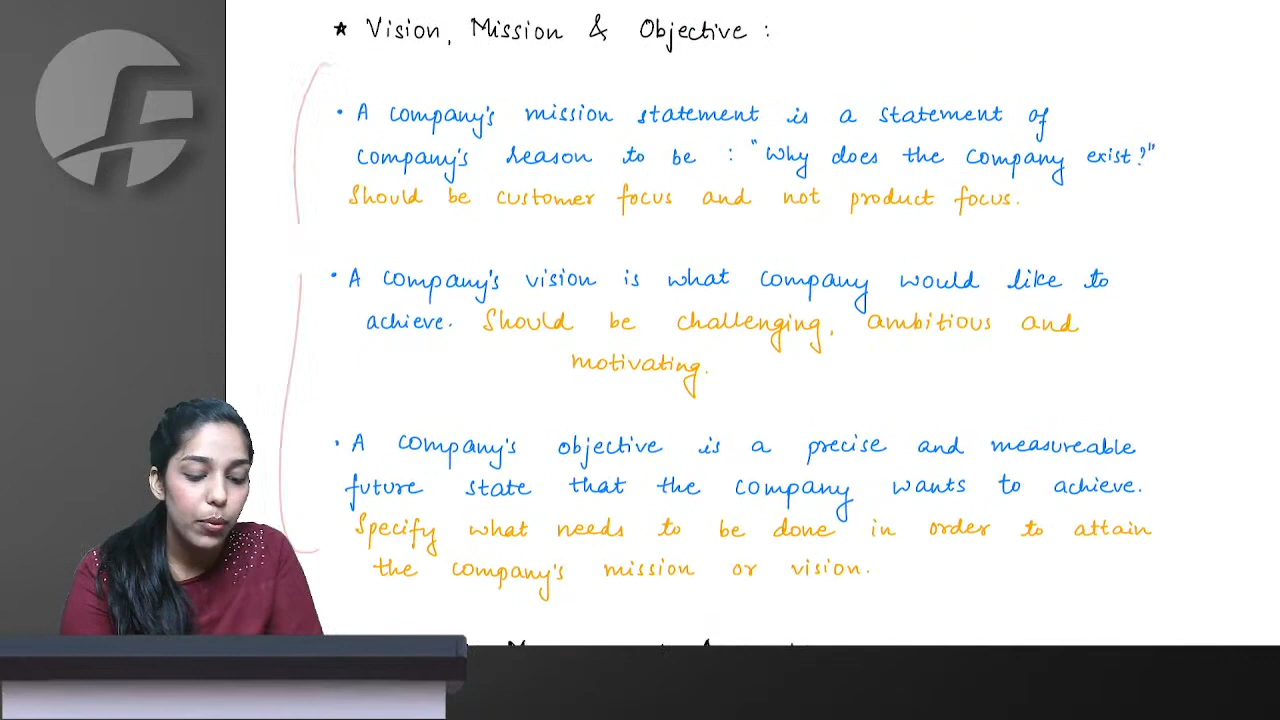 ★ Vision, Mission & Objective :
• A company's mission statement is a statement of
company's reason to be : "Why does the company exist?"
Should be customer focus and not product focus.
• A company's vision is what company would like to
achieve. Should be challenging, ambitious and
motivating.
• A company's objective is a precise and measureable
future state that the company wants to achieve.
Specify what needs to be done in order to attain
the company's mission or vision.